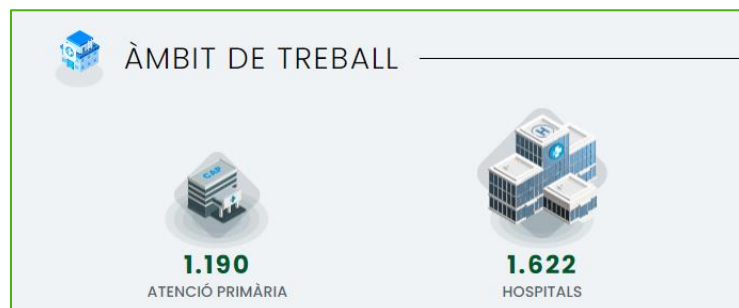 ÀMBIT DE TREBALL
CAP
H
1.190
ATENCIÓ PRIMÀRIA
1.622
HOSPITALS